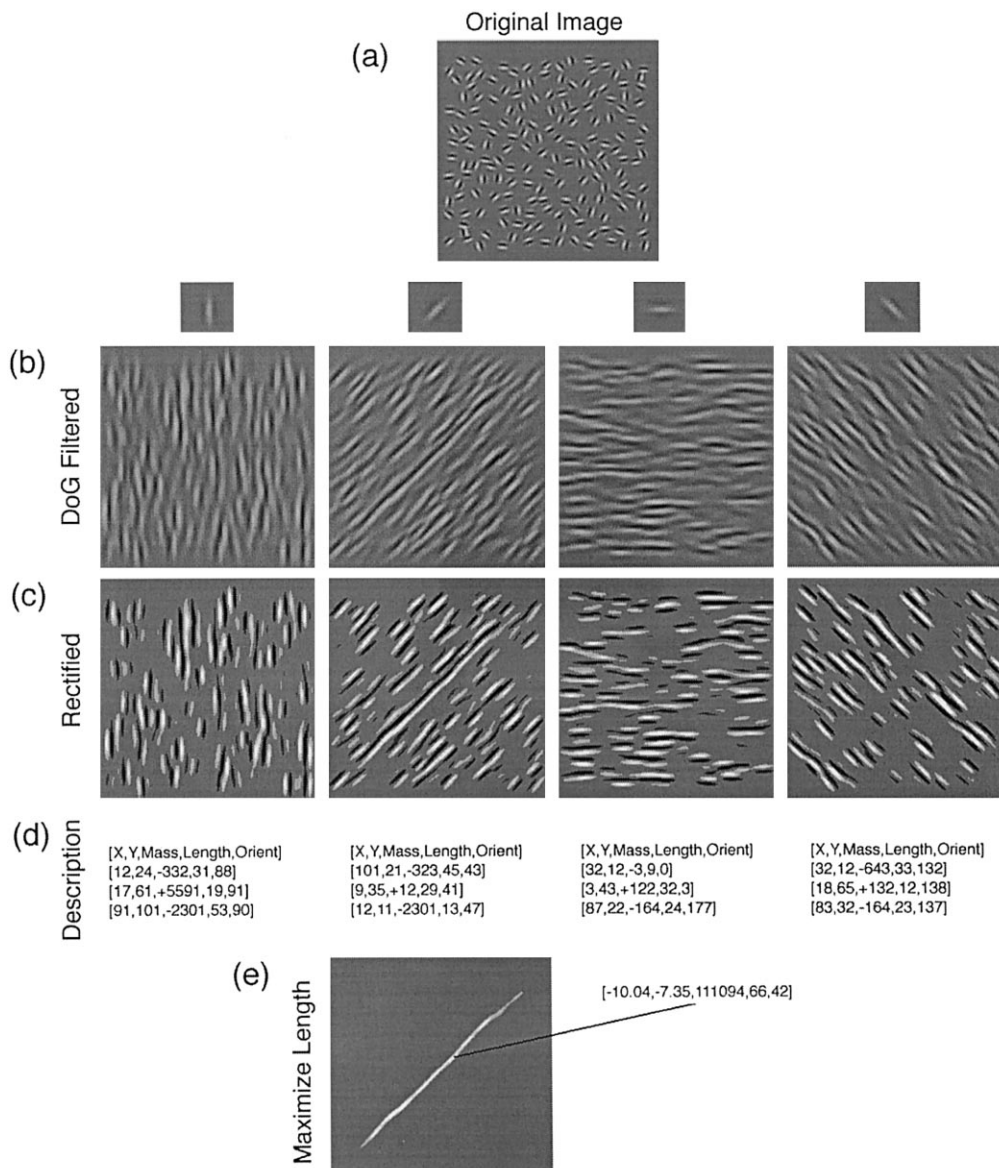 Original Image
(a)
(b)
DoG Filtered
(c)
Rectified
(d)
Description
[X,Y,Mass,Length,Orient]
[12,24,-332,31,88]
[17,61,+5591,19,91]
[91,101,-2301,53,90]
[X,Y,Mass,Length,Orient]
[101,21,-323,45,43]
[9,35,+12,29,41]
[12,11,-2301,13,47]
[X,Y,Mass,Length,Orient]
[32,12,-3,9,0]
[3,43,+122,32,3]
[87,22,-164,24,177]
[X,Y,Mass,Length,Orient]
[32,12,-643,33,132]
[18,65,+132,12,138]
[83,32,-164,23,137]
(e)
Maximize Length
[-10.04,-7.35,111094,66,42]